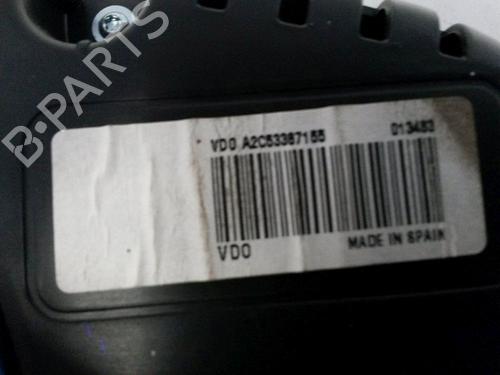 B-PARTS
VDO A2C53387155 013483
VDO MADE IN SPAIN